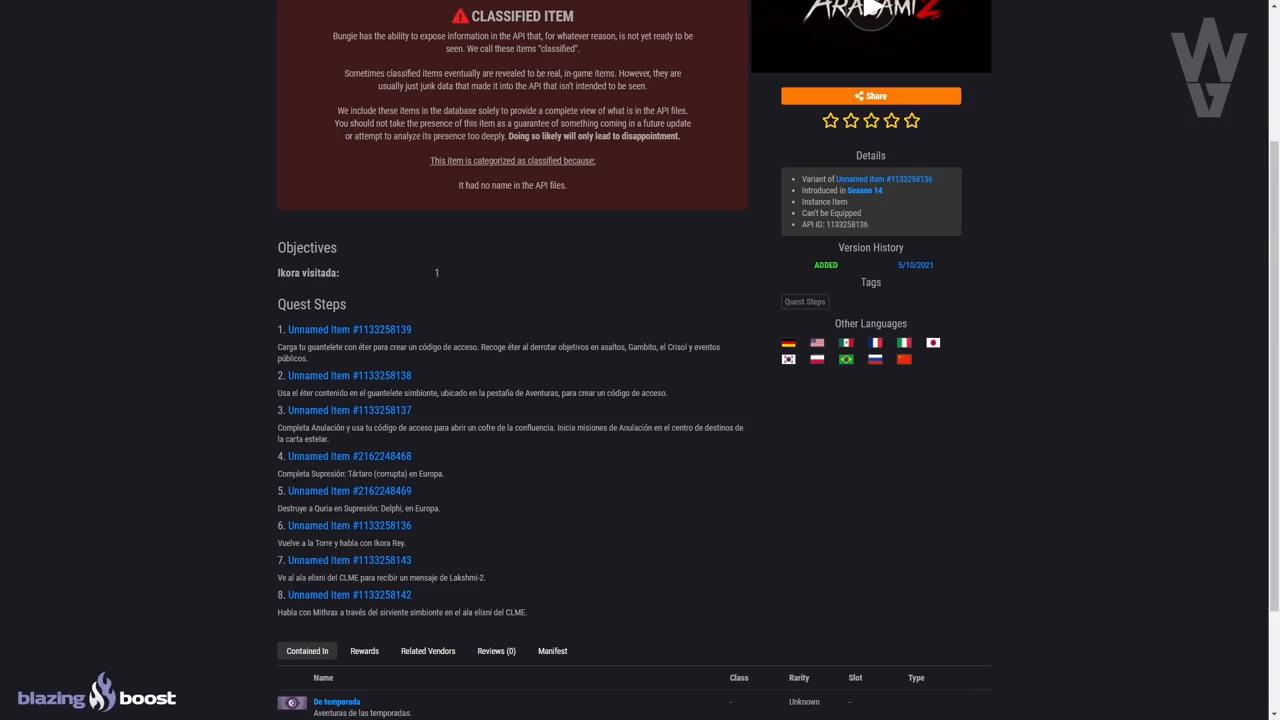 CLASSIFIED ITEM
Bungie has the ability to expose information in the API that, for whatever reason, is not yet ready to be
seen. We call these items "classified".
Sometimes classified items eventually are revealed to be real, in-game items. However, they are
usually just junk data that made it into the API that isn't intended to be seen.
We include these items in the database solely to provide a complete view of what is in the API files.
You should not take the presence of this item as a guarantee of something coming in a future update
or attempt to analyze its presence too deeply. Doing so likely will only lead to disappointment.
This item is categorized as classified because:
It had no name in the API files.
Objectives
Ikora visitada: 1
Quest Steps
1. Unnamed Item #1133258139
Carga tu guantelete con éter para crear un código de acceso. Recoge éter al derrotar objetivos en asaltos, Gambito, el Crisol y eventos
públicos.
2. Unnamed Item #1133258138
Usa el éter contenido en el guantelete simbionte, ubicado en la pestaña de Aventuras, para crear un código de acceso.
3. Unnamed Item #1133258137
Completa Anulación y usa tu código de acceso para abrir un cofre de la confluencia. Inicia misiones de Anulación en el centro de destinos de
la carta estelar.
4. Unnamed Item #2162248468
Completa Supresión: Tártaro (corrupta) en Europa.
5. Unnamed Item #2162248469
Destruye a Quria en Supresión: Delphi, en Europa.
6. Unnamed Item #1133258136
Vuelve a la Torre y habla con Ikora Rey.
7. Unnamed Item #1133258143
Ve al ala elixni del CLME para recibir un mensaje de Lakshmi-2.
8. Unnamed Item #1133258142
Habla con Mithrax a través del sirviente simbionte en el ala elixni del CLME.
Contained In Rewards Related Vendors Reviews (0) Manifest
Name Class Rarity Slot Type
De temporada - Unknown -
Aventuras de las temporadas.
ARAGAMI 2
Share
Details
Variant of Unnamed Item #1133258136
Introduced in Season 14
Instance Item
Can't be Equipped
API ID: 1133258136
Version History
ADDED 5/10/2021
Tags
Quest Steps
Other Languages
WG
blazing boost